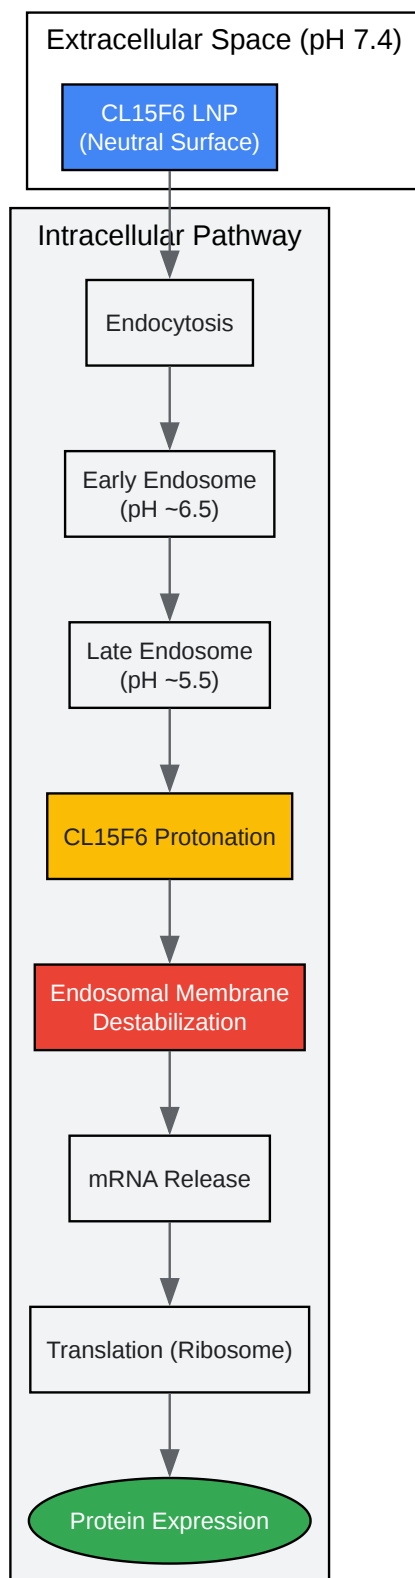 Extracellular Space (pH 7.4)
CL15F6 LNP
(Neutral Surface)
Intracellular Pathway
Endocytosis
Early Endosome
(pH ~6.5)
Late Endosome
(pH ~5.5)
CL15F6 Protonation
Endosomal Membrane
Destabilization
mRNA Release
Translation (Ribosome)
Protein Expression